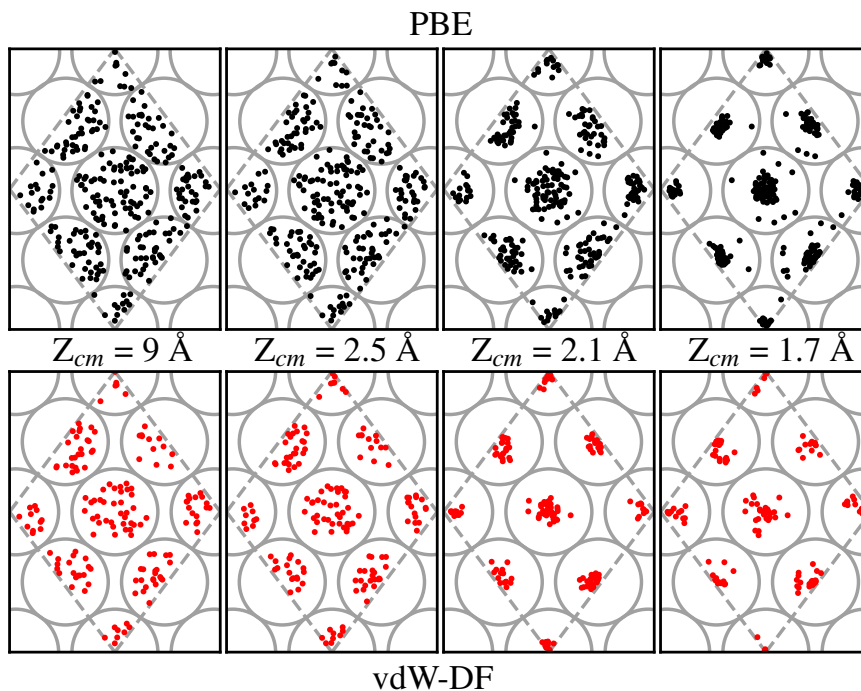 PBE
Z_cm = 9 Å Z_cm = 2.5 Å Z_cm = 2.1 Å Z_cm = 1.7 Å
vdW-DF